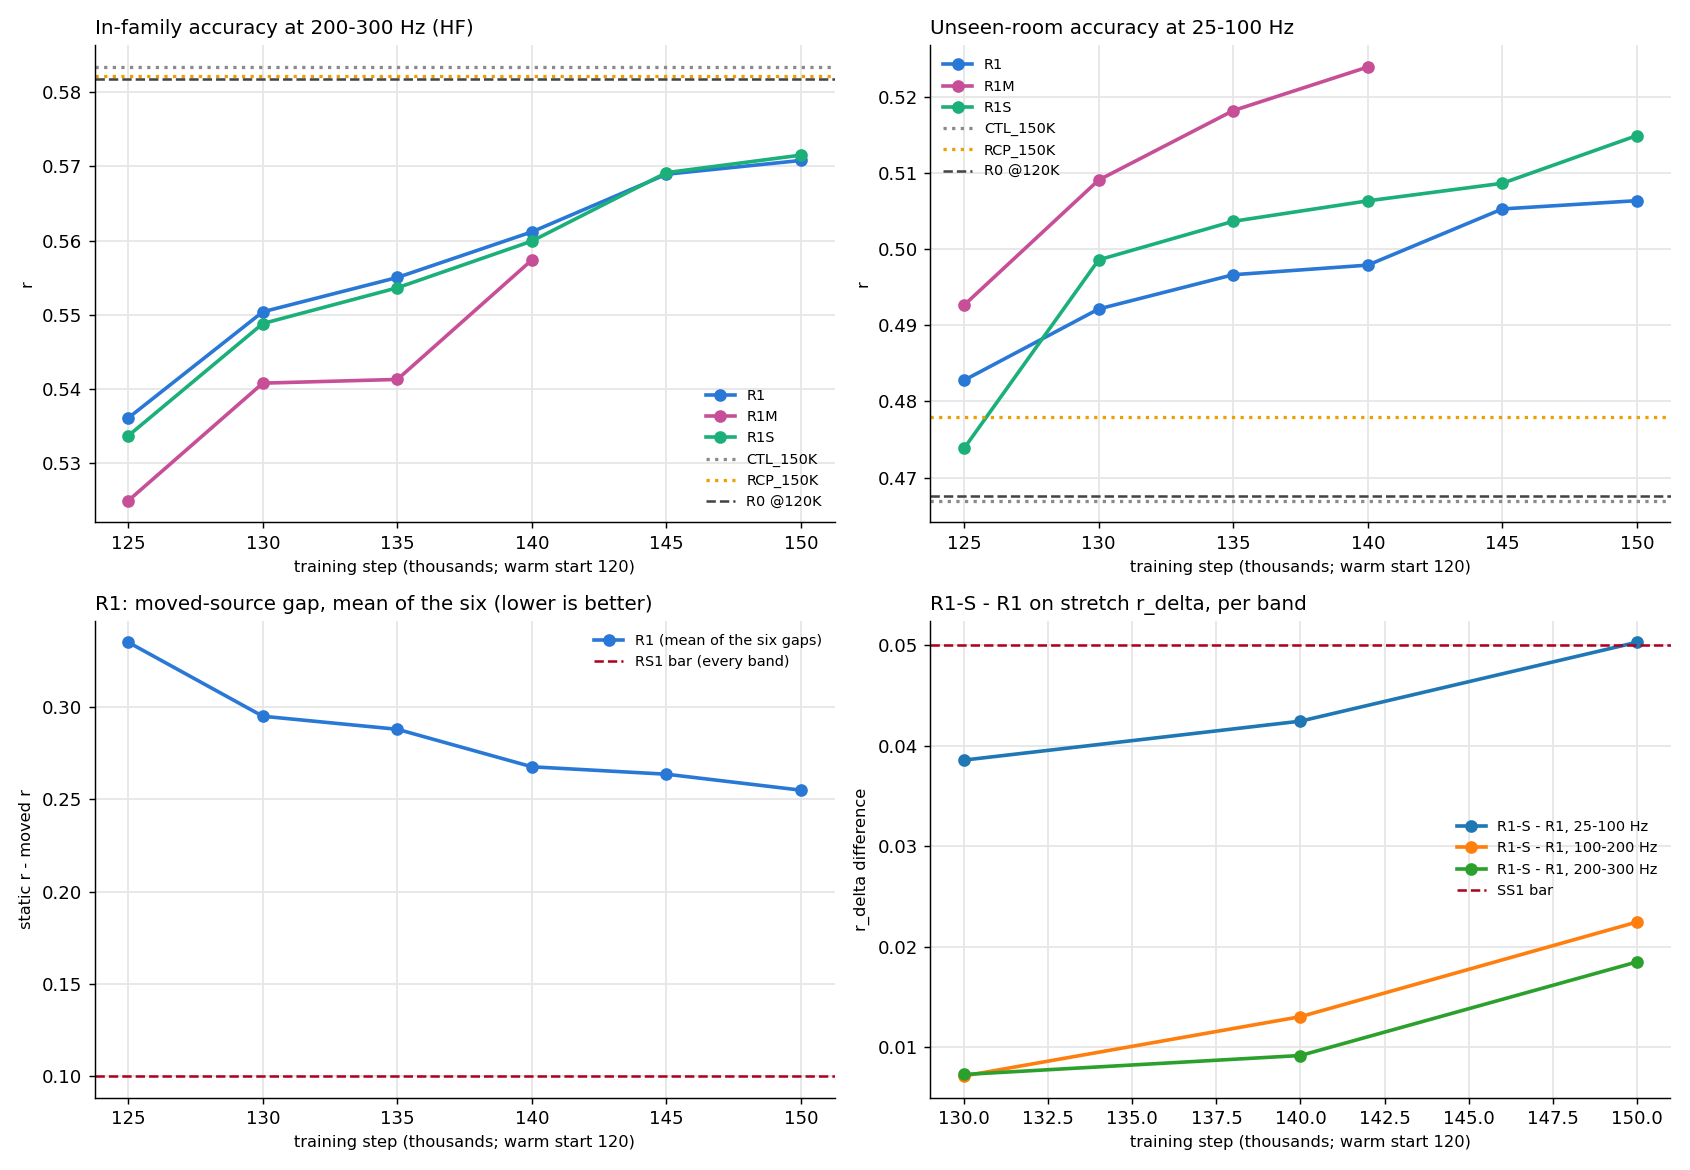 In-family accuracy at 200-300 Hz (HF)
r
0.58
0.57
0.56
0.55
0.54
0.53
R1
R1M
R1S
CTL_150K
RCP_150K
R0 @120K
125 130 135 140 145 150
training step (thousands; warm start 120)
Unseen-room accuracy at 25-100 Hz
r
0.52
0.51
0.50
0.49
0.48
0.47
R1
R1M
R1S
CTL_150K
RCP_150K
R0 @120K
125 130 135 140 145 150
training step (thousands; warm start 120)
R1: moved-source gap, mean of the six (lower is better)
static r - moved r
0.30
0.25
0.20
0.15
0.10
R1 (mean of the six gaps)
RS1 bar (every band)
125 130 135 140 145 150
training step (thousands; warm start 120)
R1-S - R1 on stretch r_delta, per band
r_delta difference
0.05
0.04
0.03
0.02
0.01
R1-S - R1, 25-100 Hz
R1-S - R1, 100-200 Hz
R1-S - R1, 200-300 Hz
SS1 bar
130.0 132.5 135.0 137.5 140.0 142.5 145.0 147.5 150.0
training step (thousands; warm start 120)